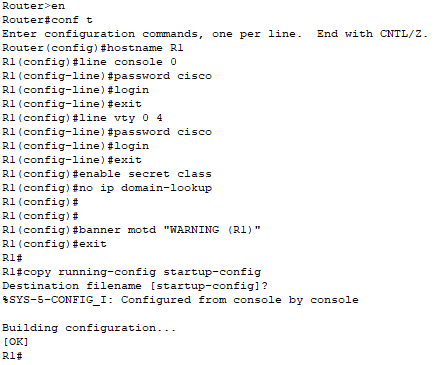 Router>en
Router#conf t
Enter configuration commands, one per line.  End with CNTL/Z.
Router(config)#hostname R1
R1(config)#line console 0
R1(config-line)#password cisco
R1(config-line)#login
R1(config-line)#exit
R1(config)#line vty 0 4
R1(config-line)#password cisco
R1(config-line)#login
R1(config-line)#exit
R1(config)#enable secret class
R1(config)#no ip domain-lookup
R1(config)#
R1(config)#
R1(config)#banner motd "WARNING (R1)"
R1(config)#exit
R1#
R1#copy running-config startup-config
Destination filename [startup-config]?
%SYS-5-CONFIG_I: Configured from console by console

Building configuration...
[OK]
R1#